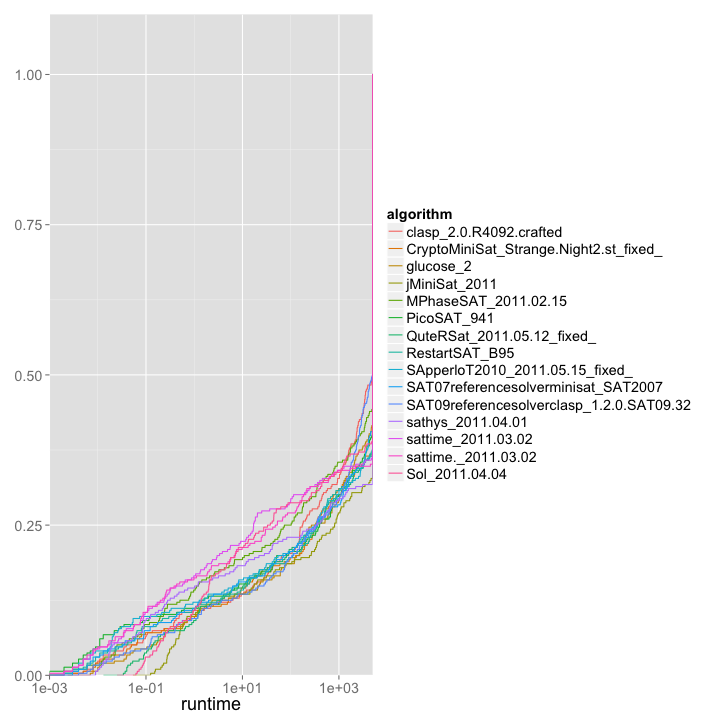 1.00
0.75
0.50
0.25
0.00
1e-03
1e-01
1e+01
1e+03
runtime
algorithm
clasp_2.0.R4092.crafted
CryptoMiniSat_Strange.Night2.st_fixed_
glucose_2
jMiniSat_2011
MPhaseSAT_2011.02.15
PicoSAT_941
QuteRSat_2011.05.12_fixed_
RestartSAT_B95
SApperloT2010_2011.05.15_fixed_
SAT07referencesolverminisat_SAT2007
SAT09referencesolverclasp_1.2.0.SAT09.32
sathys_2011.04.01
sattime_2011.03.02
sattime._2011.03.02
Sol_2011.04.04